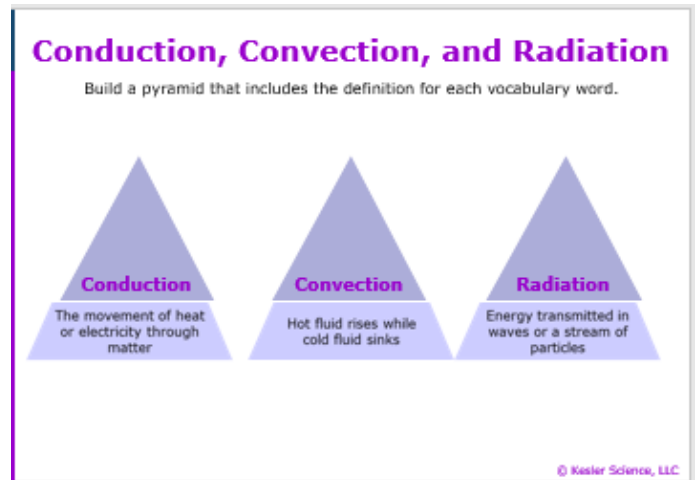 Conduction, Convection, and Radiation
Build a pyramid that includes the definition for each vocabulary word.
Conduction
The movement of heat
or electricity through
matter
Convection
Hot fluid rises while
cold fluid sinks
Radiation
Energy transmitted in
waves or a stream of
particles
© Kesler Science, LLC